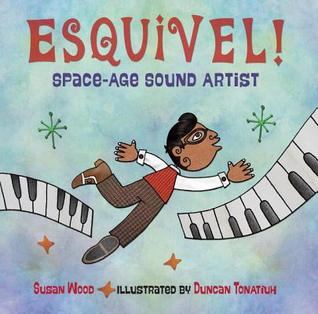 ESQUiVEL!
SPACE-AGE SOUND ARTiST
SUSAN WOOD ILLUSTRATED BY DUNCAN TONATiUH